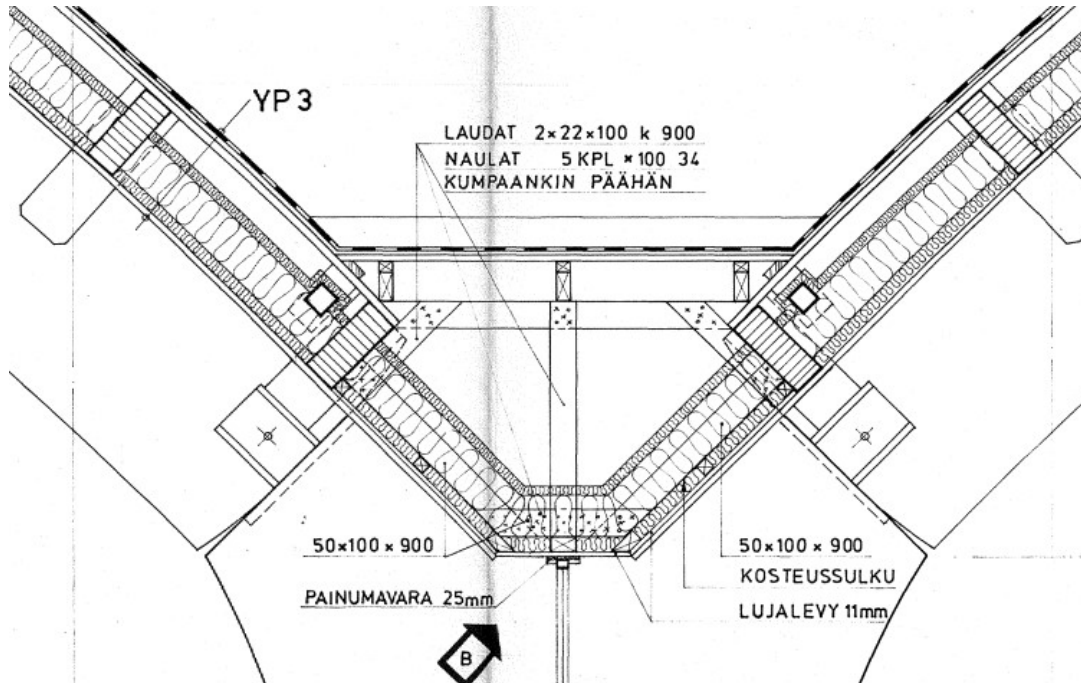 YP 3
LAUDAT 2×22×100 k 900
NAULAT 5 KPL ×100 34
KUMPAANKIN PÄÄHÄN
50×100 × 900
50×100 × 900
KOSTEUSSULKU
PAINUMAVARA 25mm
LUJALEVY 11mm
B